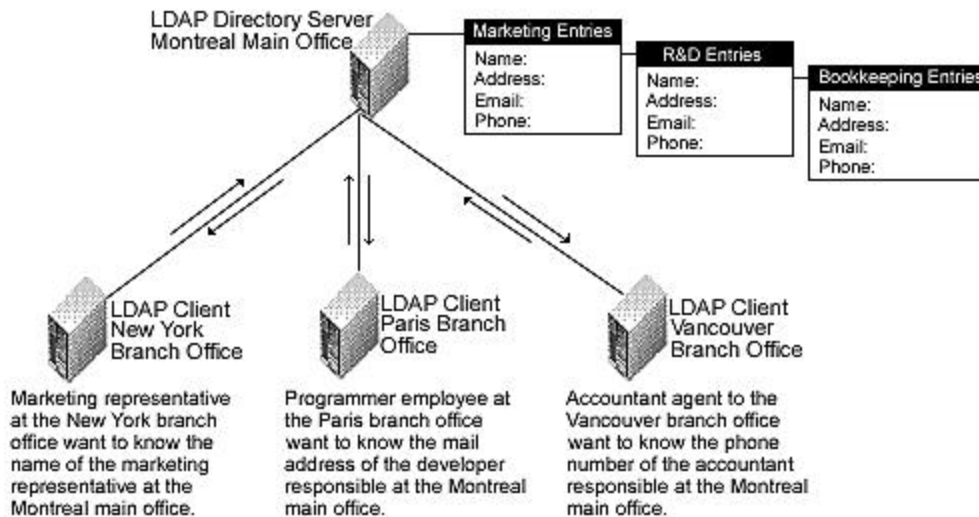 LDAP Directory Server
Montreal Main Office
Marketing Entries
Name:
Address:
Email:
Phone:
R&D Entries
Name:
Address:
Email:
Phone:
Bookkeeping Entries
Name:
Address:
Email:
Phone:
LDAP Client
New York
Branch Office
LDAP Client
Paris Branch
Office
LDAP Client
Vancouver
Branch Office
Marketing representative
at the New York branch
office want to know the
name of the marketing
representative at the
Montreal main office.
Programmer employee at
the Paris branch office
want to know the mail
address of the developer
responsible at the Montreal
main office.
Accountant agent to the
Vancouver branch office
want to know the phone
number of the accountant
responsible at the Montreal
main office.